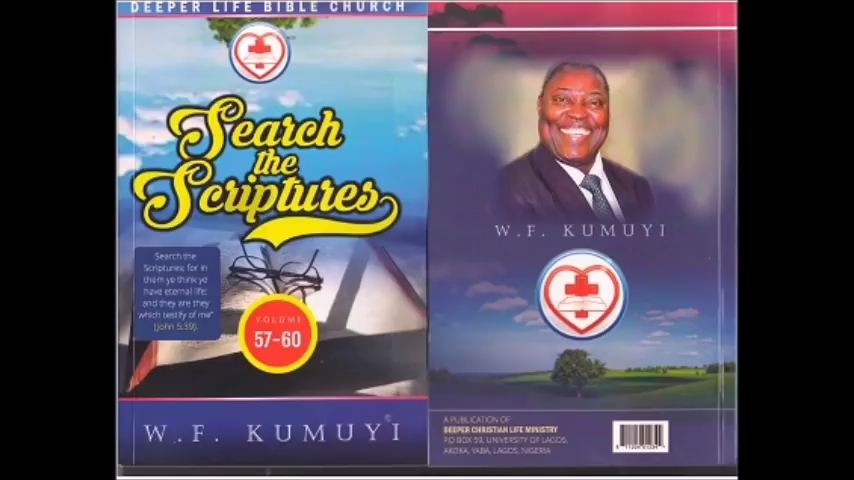 DEEPER LIFE BIBLE CHURCH
Search
the
Scriptures
Search the
Scriptures; for in
them ye think ye
have eternal life:
and they are they
which testify of me"
(John 5:39).
VOLUME
57-60
W. F. KUMUYI
W.F. KUMUYI
A PUBLICATION OF
DEEPER CHRISTIAN LIFE MINISTRY
P.O BOX 59, UNIVERSITY OF LAGOS,
AKOKA, YABA, LAGOS, NIGERIA